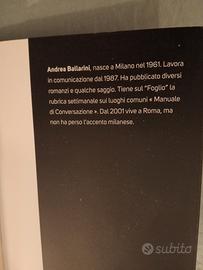 Andrea Ballarini, nasce a Milano nel 1961. Lavora
in comunicazione dal 1987. Ha pubblicato diversi
romanzi e qualche saggio. Tiene sul "Foglio" la
rubrica settimanale sui luoghi comuni « Manuale
di Conversazione ». Dal 2001 vive a Roma, ma
non ha perso l'accento milanese.
subito